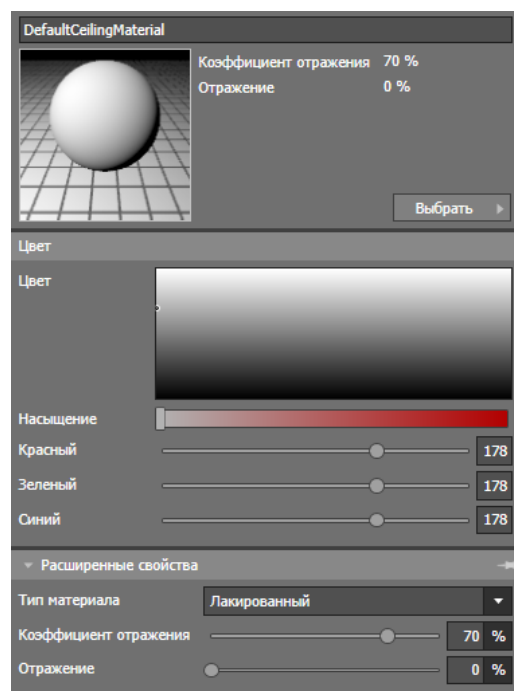 DefaultCeilingMaterial
Коэффициент отражения 70 %
Отражение 0 %
Выбрать
Цвет
Цвет
Насыщение
Красный 178
Зеленый 178
Синий 178
Расширенные свойства
Тип материала Лакированный
Коэффициент отражения 70 %
Отражение 0 %